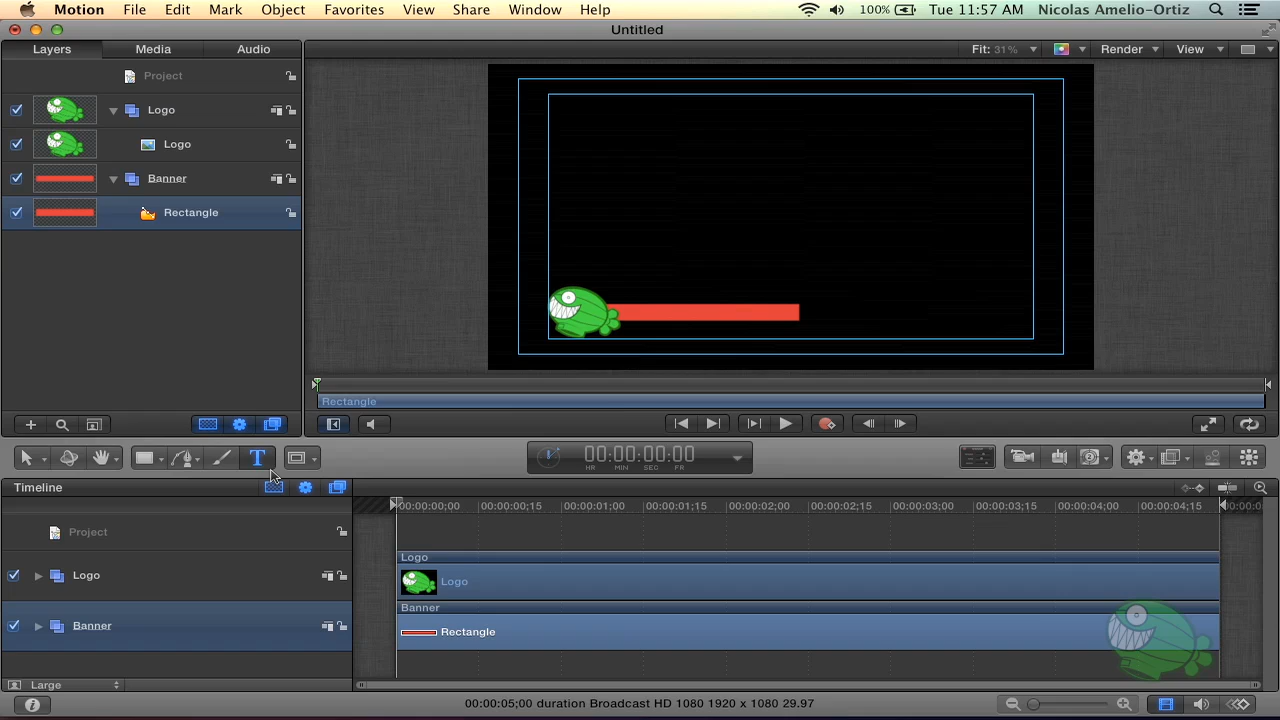 Motion File Edit Mark Object Favorites View Share Window Help 100% Tue 11:57 AM Nicolas Amelio-Ortiz
Untitled
Layers Media Audio Fit: 31% Render View
Project
Logo
Logo
Banner
Rectangle
Rectangle
T 00:00:00:00
HR MIN SEC FR
Timeline
00:00:00;00 00:00:00;15 00:00:01;00 00:00:01;15 00:00:02;00 00:00:02;15 00:00:03;00 00:00:03;15 00:00:04;00 00:00:04;15 00:00:0
Project
Logo
Logo Logo
Banner
Banner Rectangle
Large
00:00:05;00 duration Broadcast HD 1080 1920 x 1080 29.97